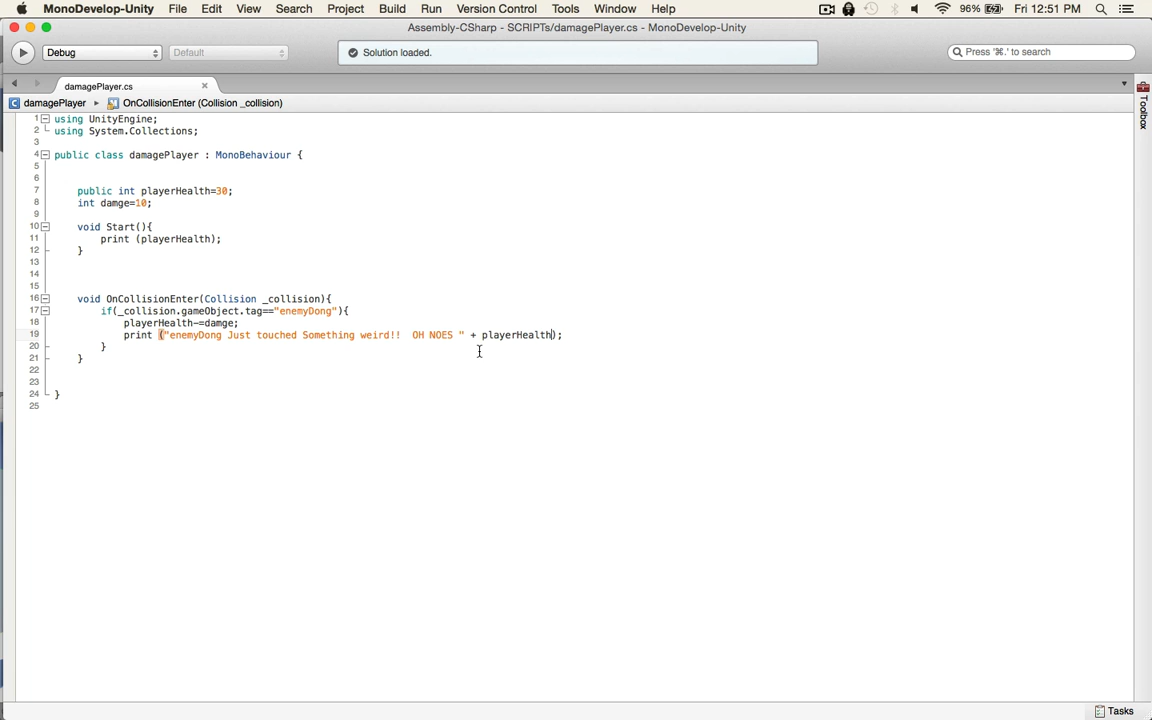 MonoDevelop-Unity File Edit View Search Project Build Run Version Control Tools Window Help 96% Fri 12:51 PM
Assembly-CSharp - SCRIPTs/damagePlayer.cs - MonoDevelop-Unity
Debug Default Solution loaded. Press '⌘.' to search
damagePlayer.cs
damagePlayer OnCollisionEnter (Collision _collision)
Toolbox
1 using UnityEngine;
2 using System.Collections;
3
4 public class damagePlayer : MonoBehaviour {
5
6
7 public int playerHealth=30;
8 int damge=10;
9
10 void Start(){
11 print (playerHealth);
12 }
13
14
15
16 void OnCollisionEnter(Collision _collision){
17 if(_collision.gameObject.tag=="enemyDong"){
18 playerHealth-=damge;
19 print ("enemyDong Just touched Something weird!!  OH NOES " + playerHealth);
20 }
21 }
22
23
24 }
25
Tasks